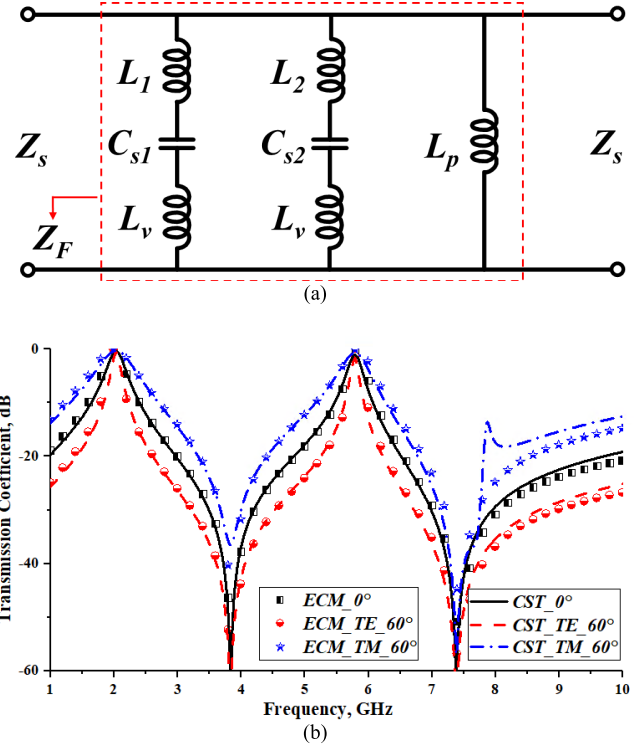 L1 L2
Zs Cs1 Cs2 Lp Zs
ZF Lv Lv
(a)
Transmission Coefficient, dB
0
-20
-40
-60
ECM_0° CST_0°
ECM_TE_60° CST_TE_60°
ECM_TM_60° CST_TM_60°
1 2 3 4 5 6 7 8 9 10
Frequency, GHz
(b)